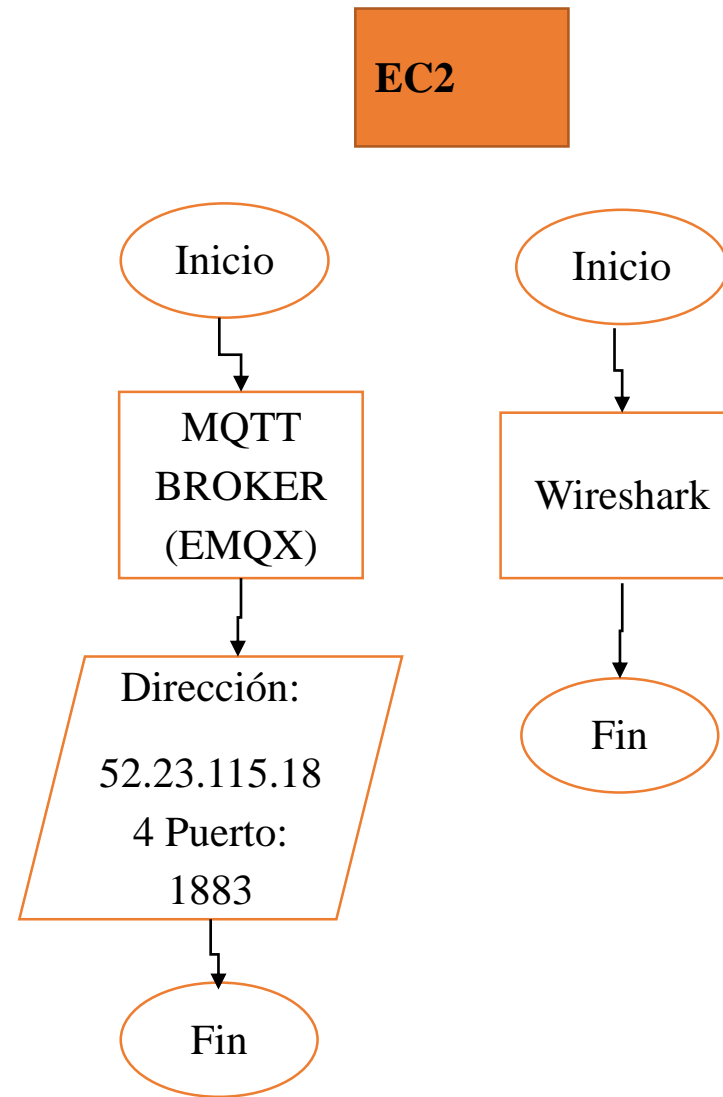 EC2
Inicio
MQTT
BROKER
(EMQX)
Dirección:
52.23.115.18
4 Puerto:
1883
Fin
Inicio
Wireshark
Fin